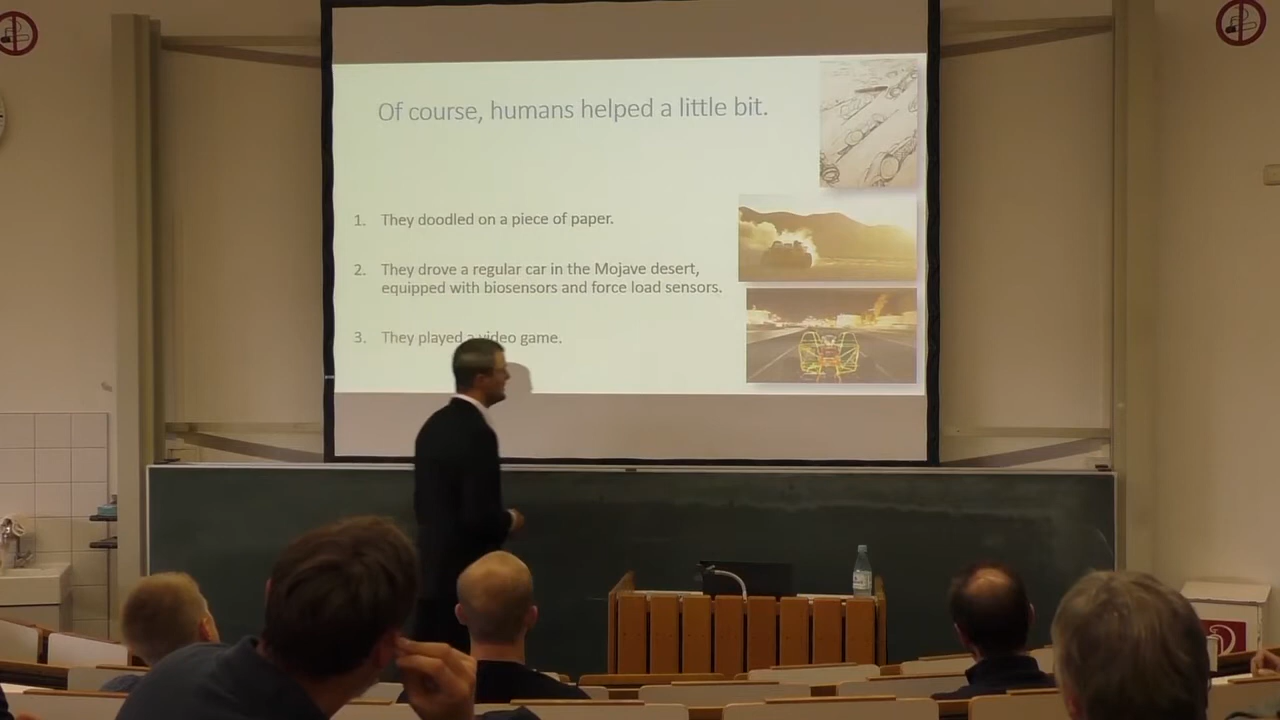 Of course, humans helped a little bit.
1. They doodled on a piece of paper.
2. They drove a regular car in the Mojave desert,
equipped with biosensors and force load sensors.
3. They played a video game.